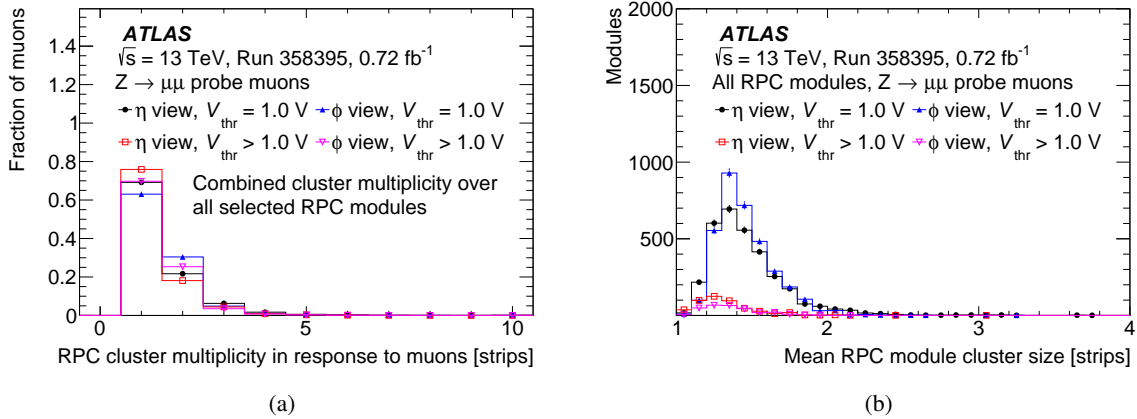 ATLAS
√s = 13 TeV, Run 358395, 0.72 fb⁻¹
Z → μμ probe muons
η view, V_thr = 1.0 V
φ view, V_thr = 1.0 V
η view, V_thr > 1.0 V
φ view, V_thr > 1.0 V
Combined cluster multiplicity over
all selected RPC modules
Fraction of muons
1.4
1.2
1
0.8
0.6
0.4
0.2
0
0
5
10
RPC cluster multiplicity in response to muons [strips]
(a)
ATLAS
√s = 13 TeV, Run 358395, 0.72 fb⁻¹
All RPC modules, Z → μμ probe muons
η view, V_thr = 1.0 V
φ view, V_thr = 1.0 V
η view, V_thr > 1.0 V
φ view, V_thr > 1.0 V
Modules
2000
1500
1000
500
1
2
3
4
Mean RPC module cluster size [strips]
(b)